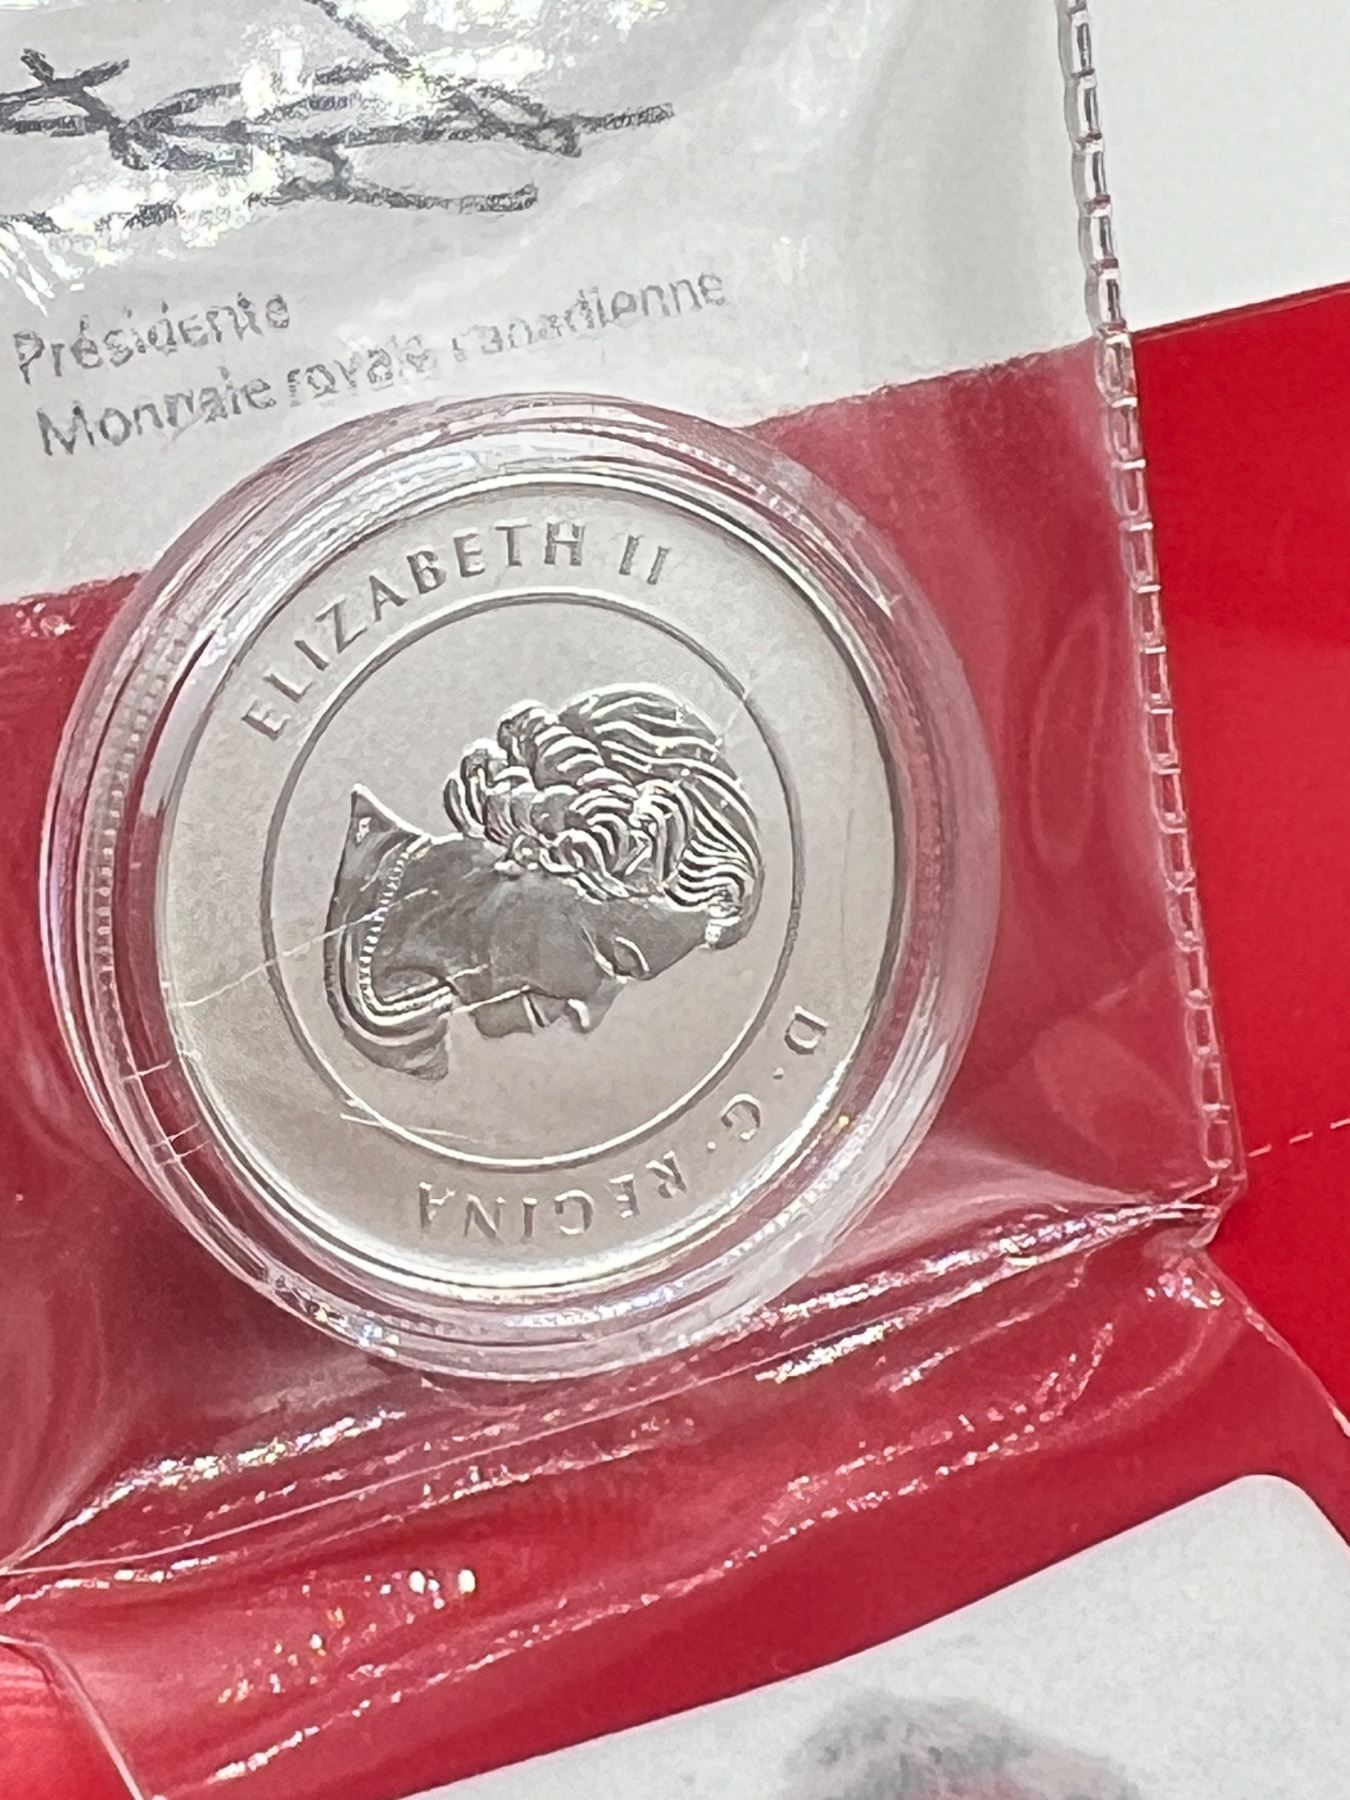 Présidente
Monnaie royale canadienne
ELIZABETH II
D · G · REGINA